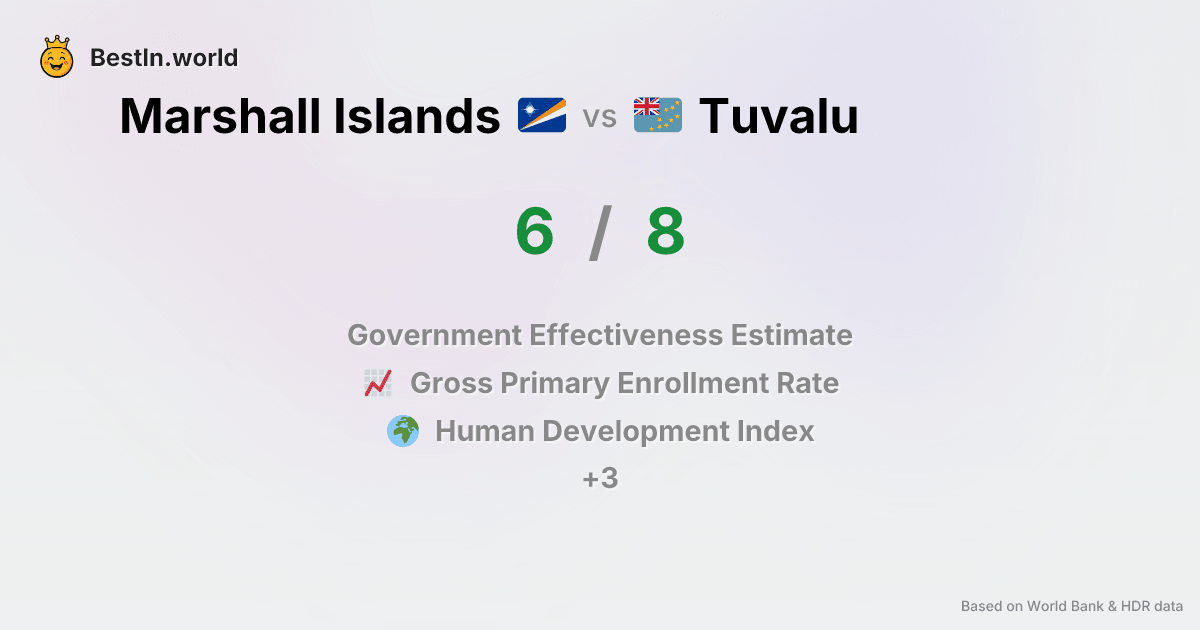 BestIn.world
Marshall Islands vs Tuvalu
6 / 8
Government Effectiveness Estimate
Gross Primary Enrollment Rate
Human Development Index
+3
Based on World Bank & HDR data